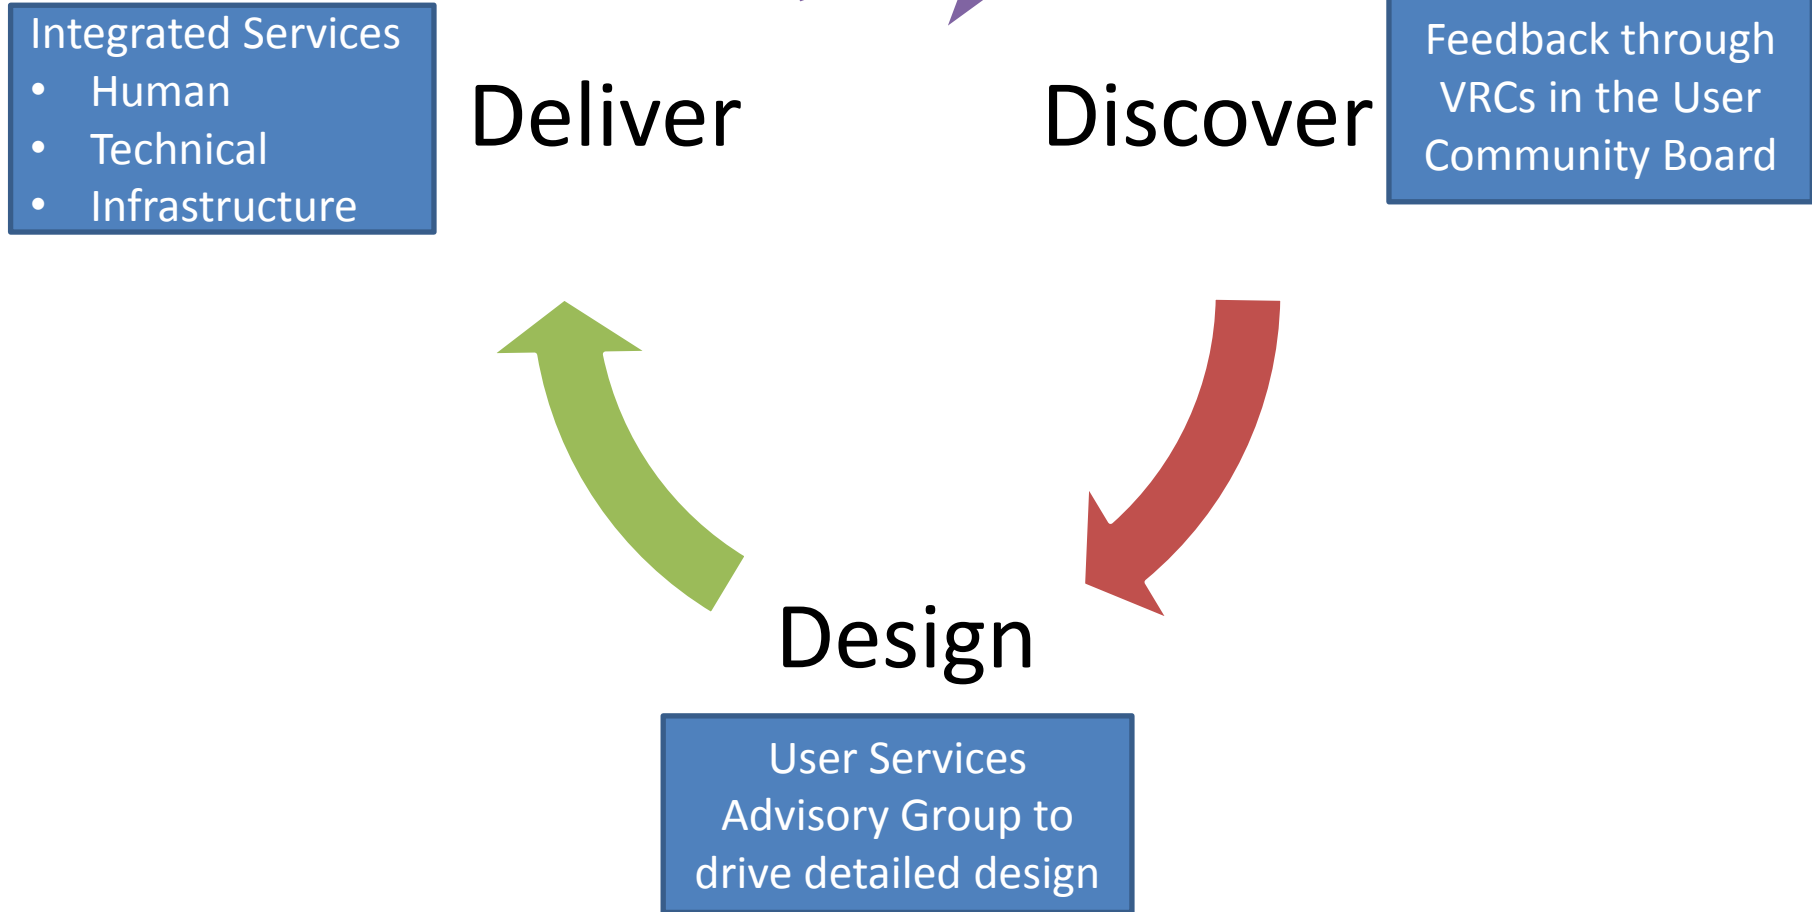 Integrated Services
• Human
• Technical
• Infrastructure
Deliver
Discover
Feedback through
VRCs in the User
Community Board
Design
User Services
Advisory Group to
drive detailed design